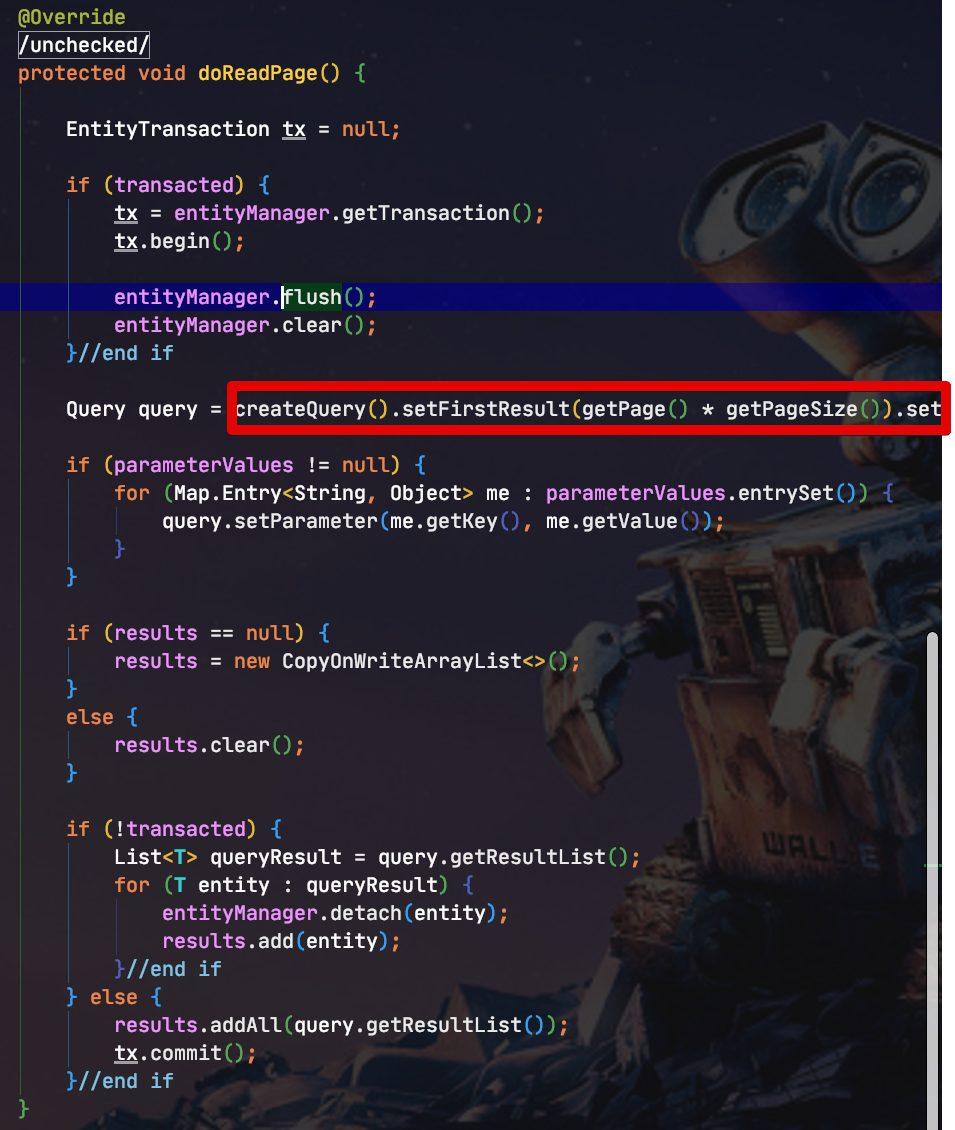 @Override
/unchecked/
protected void doReadPage() {
EntityTransaction tx = null;
if (transacted) {
tx = entityManager.getTransaction();
tx.begin();
entityManager.flush();
entityManager.clear();
}//end if
Query query = createQuery().setFirstResult(getPage() * getPageSize()).set
if (parameterValues != null) {
for (Map.Entry<String, Object> me : parameterValues.entrySet()) {
query.setParameter(me.getKey(), me.getValue());
}
}
if (results == null) {
results = new CopyOnWriteArrayList<>();
}
else {
results.clear();
}
if (!transacted) {
List<T> queryResult = query.getResultList();
for (T entity : queryResult) {
entityManager.detach(entity);
results.add(entity);
}//end if
} else {
results.addAll(query.getResultList());
tx.commit();
}//end if
}
WALL E